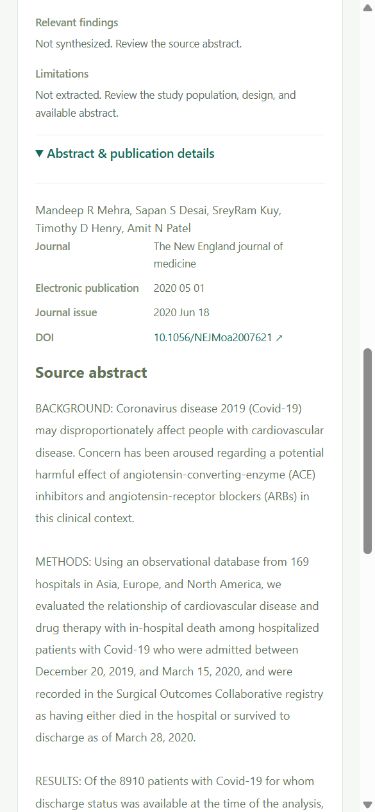 Relevant findings
Not synthesized. Review the source abstract.
Limitations
Not extracted. Review the study population, design, and
available abstract.
▼ Abstract & publication details
Mandeep R Mehra, Sapan S Desai, SreyRam Kuy,
Timothy D Henry, Amit N Patel
Journal The New England journal of
medicine
Electronic publication 2020 05 01
Journal issue 2020 Jun 18
DOI 10.1056/NEJMoa2007621 ↗
Source abstract
BACKGROUND: Coronavirus disease 2019 (Covid-19)
may disproportionately affect people with cardiovascular
disease. Concern has been aroused regarding a potential
harmful effect of angiotensin-converting-enzyme (ACE)
inhibitors and angiotensin-receptor blockers (ARBs) in
this clinical context.
METHODS: Using an observational database from 169
hospitals in Asia, Europe, and North America, we
evaluated the relationship of cardiovascular disease and
drug therapy with in-hospital death among hospitalized
patients with Covid-19 who were admitted between
December 20, 2019, and March 15, 2020, and were
recorded in the Surgical Outcomes Collaborative registry
as having either died in the hospital or survived to
discharge as of March 28, 2020.
RESULTS: Of the 8910 patients with Covid-19 for whom
discharge status was available at the time of the analysis,